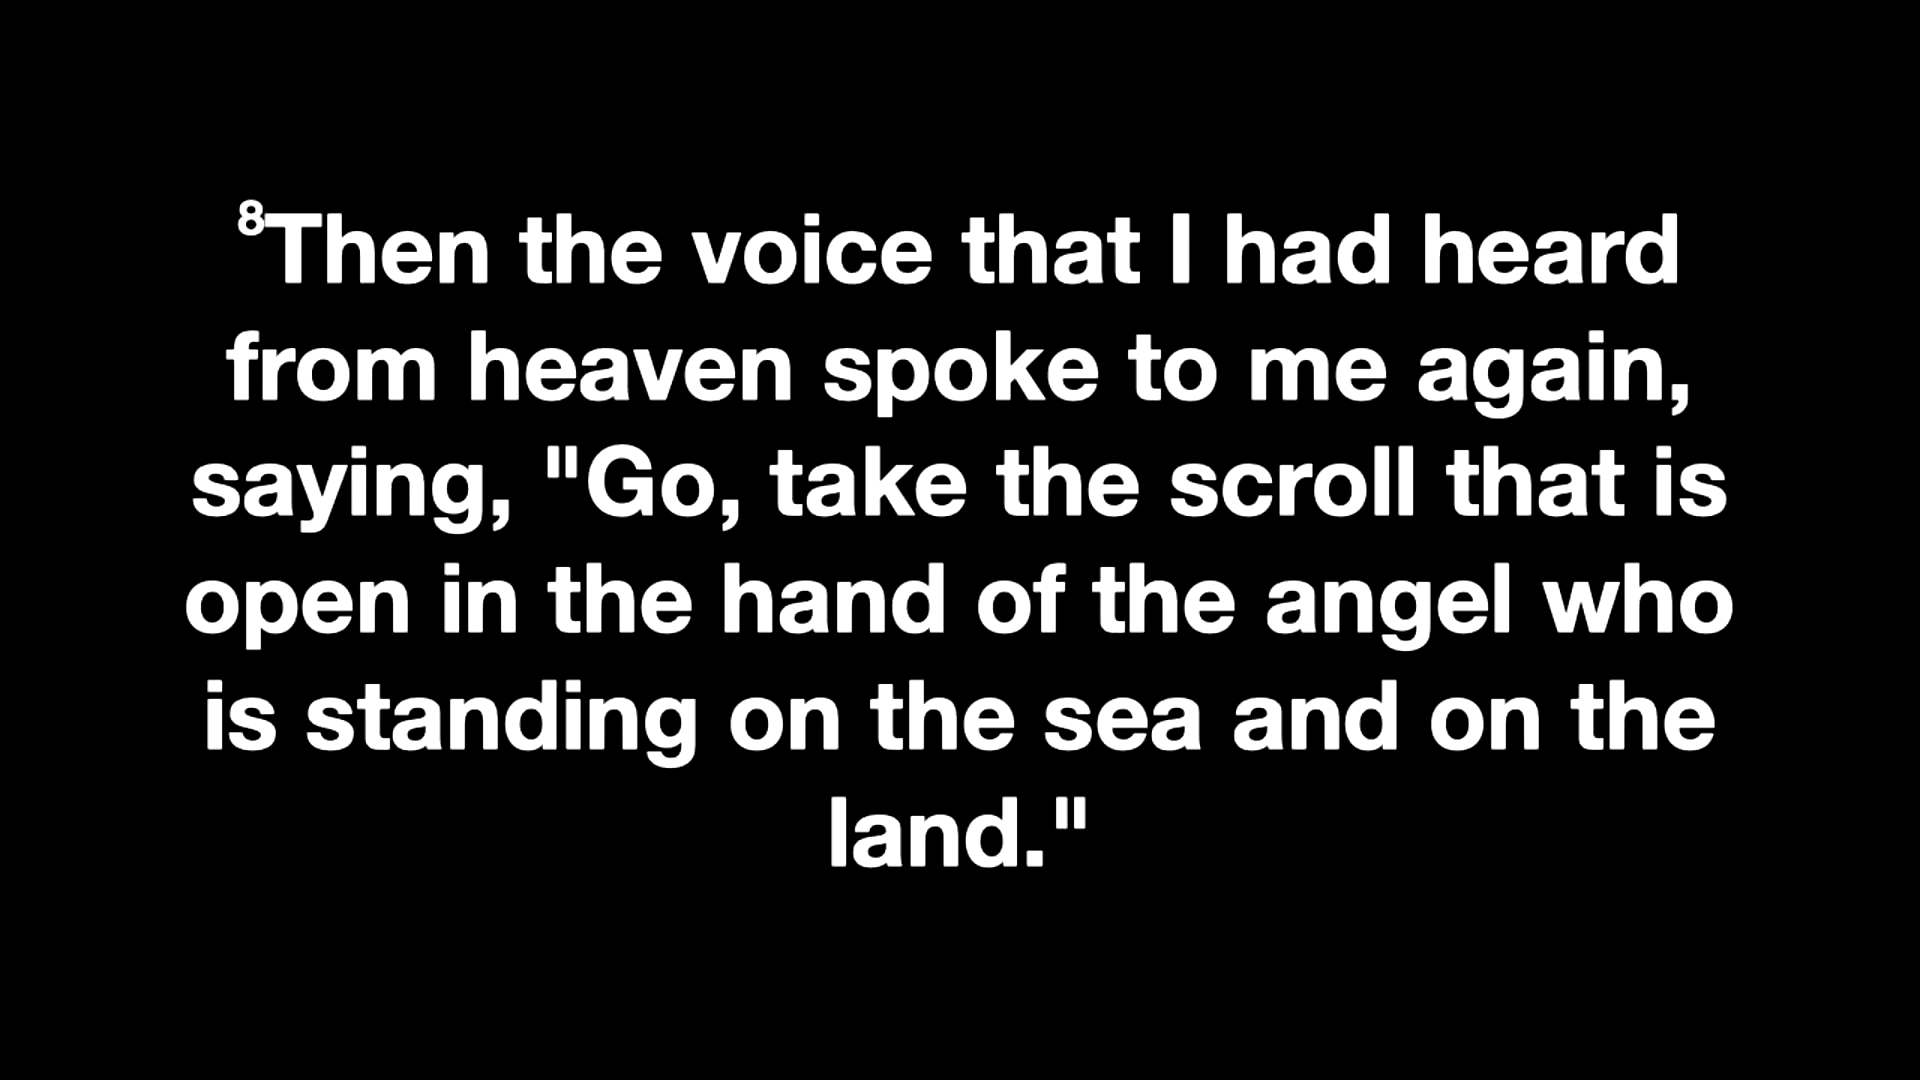 ⁸Then the voice that I had heard
from heaven spoke to me again,
saying, "Go, take the scroll that is
open in the hand of the angel who
is standing on the sea and on the
land."